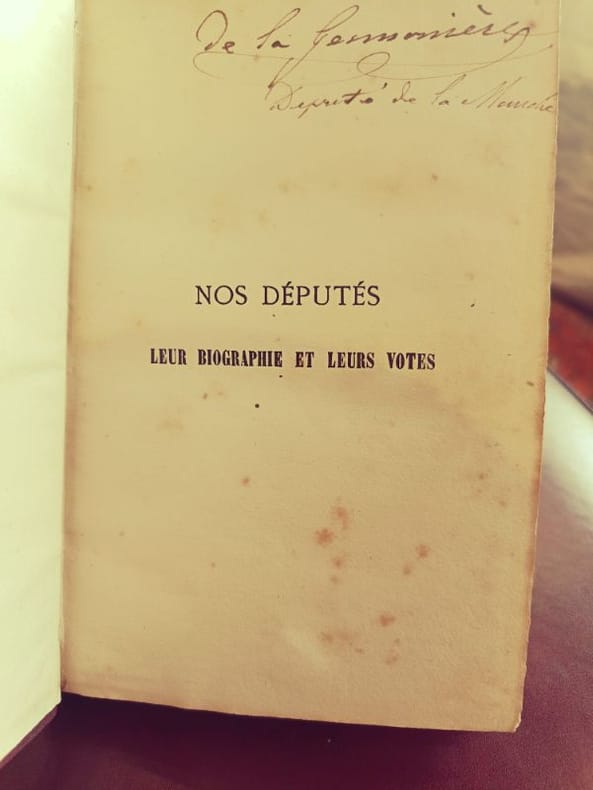 de la Germonière
Député de la Manche
NOS DÉPUTÉS
LEUR BIOGRAPHIE ET LEURS VOTES